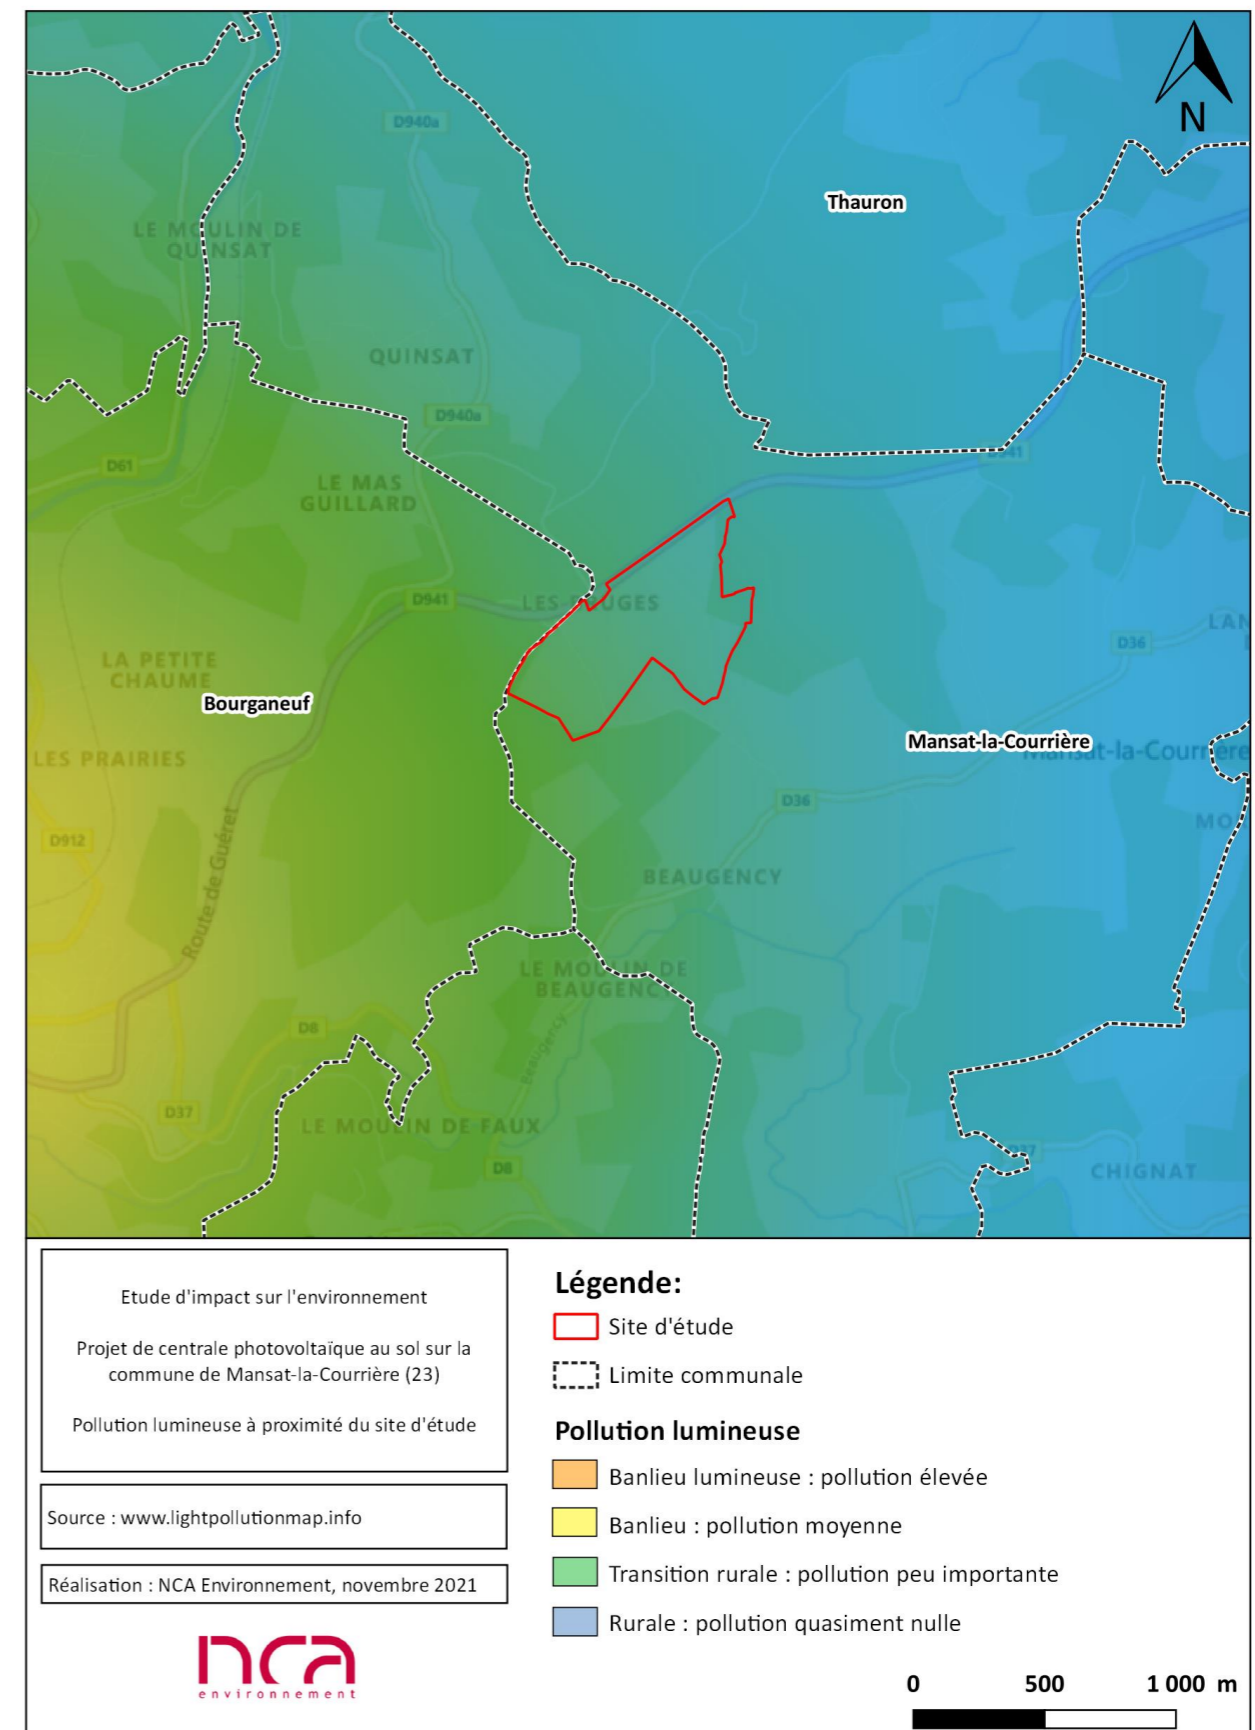 N
D940a
Thauron
LE MOULIN DE
QUINSAT
QUINSAT
D940a
D941
D61
LE MAS
GUILLARD
D941
LES
D36
LA PETITE
CHAUME
Bourganeuf
Mansat-la-Courrière
Mansat-la-Courrière
LES PRAIRIES
D36
D912
Route de Guéret
BEAUGENCY
LE MOULIN DE
BEAUGENCY
Beaugency
D8
D37
LE MOULIN DE FAUX
D37
CHIGNAT
D8
Etude d'impact sur l'environnement
Projet de centrale photovoltaïque au sol sur la
commune de Mansat-la-Courrière (23)
Pollution lumineuse à proximité du site d'étude
Source : www.lightpollutionmap.info
Réalisation : NCA Environnement, novembre 2021
nca
environnement
Légende:
Site d'étude
Limite communale
Pollution lumineuse
Banlieu lumineuse : pollution élevée
Banlieu : pollution moyenne
Transition rurale : pollution peu importante
Rurale : pollution quasiment nulle
0 500 1 000 m